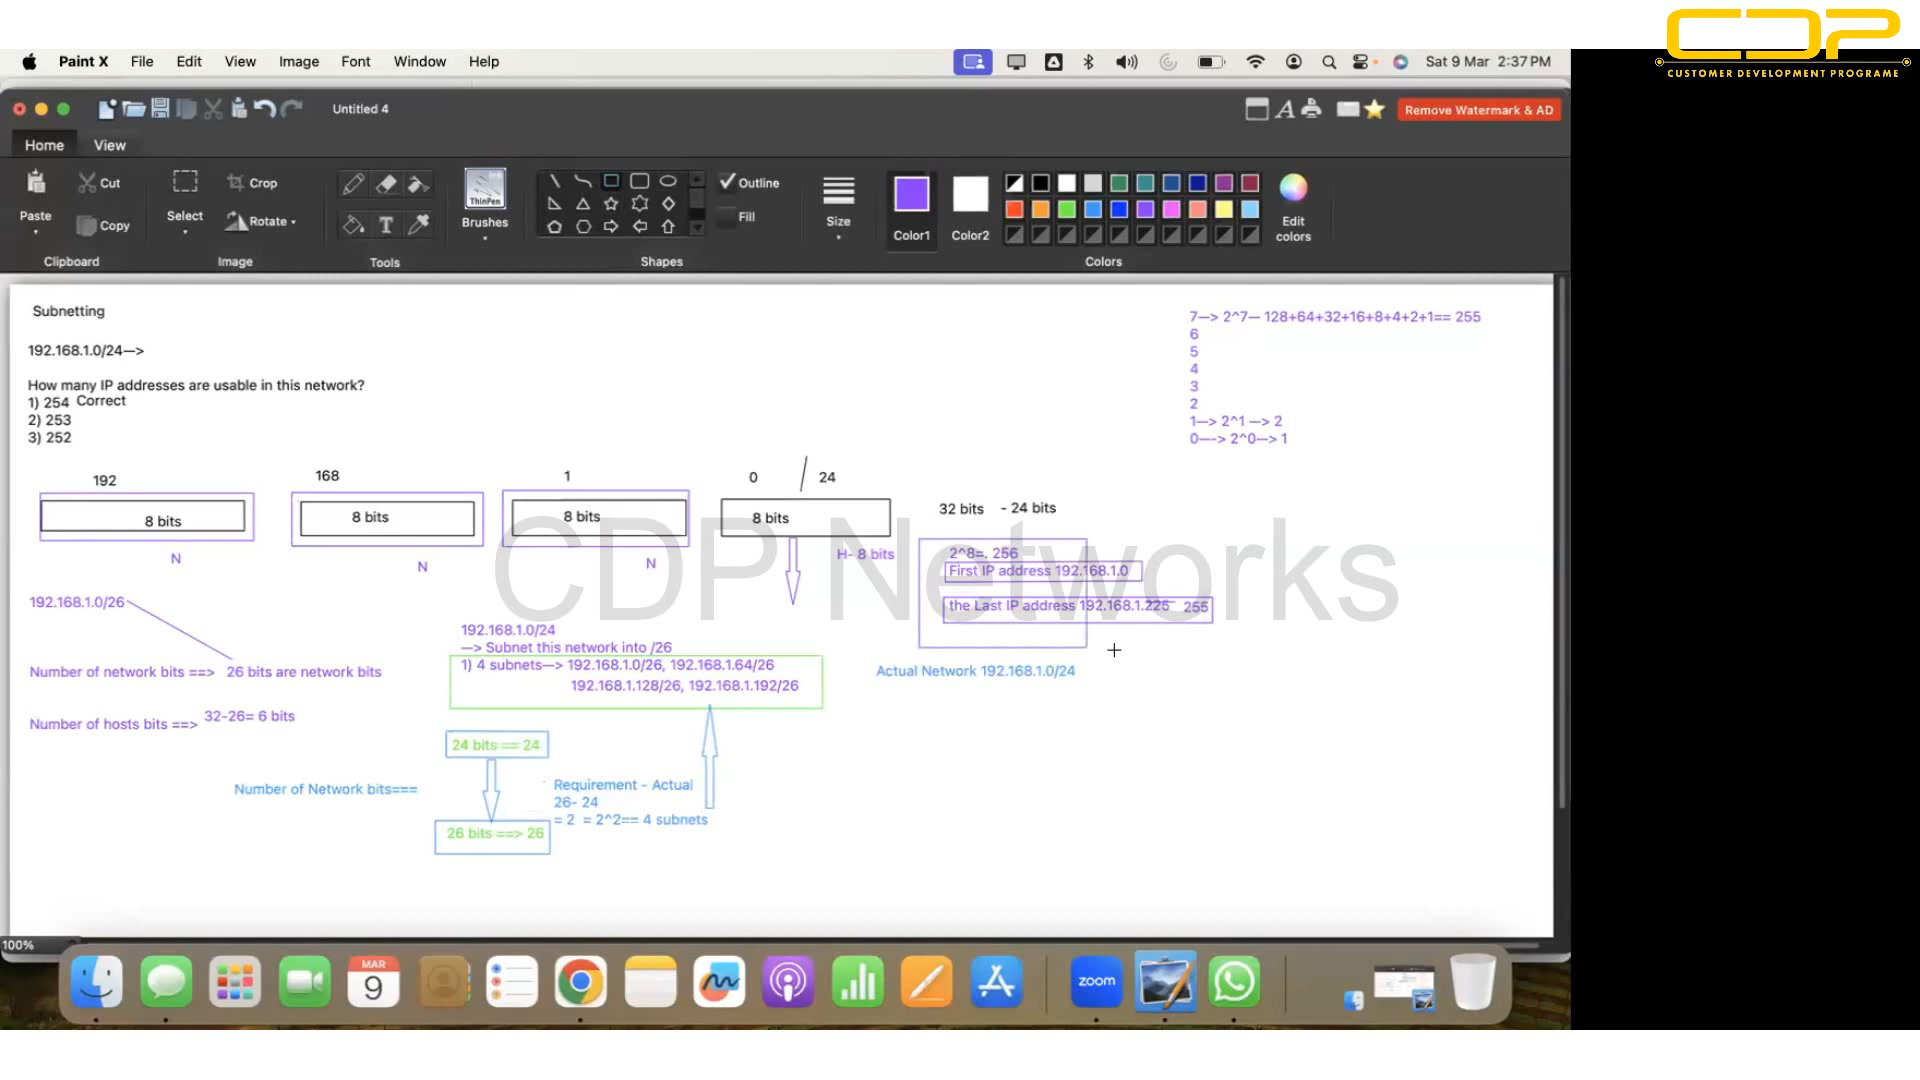 CDP
CUSTOMER DEVELOPMENT PROGRAME
Paint X File Edit View Image Font Window Help
Sat 9 Mar 2:37 PM
Untitled 4
Remove Watermark & AD
Home View
Paste
Cut
Copy
Clipboard
Select
Crop
Rotate
Image
Tools
ThinPen
Brushes
Shapes
Outline
Fill
Size
Color1
Color2
Colors
Edit
colors
Subnetting
192.168.1.0/24—>
How many IP addresses are usable in this network?
1) 254 Correct
2) 253
3) 252
7—> 2^7— 128+64+32+16+8+4+2+1== 255
6
5
4
3
2
1—> 2^1 —> 2
0—-> 2^0—> 1
192 168 1 0 / 24
8 bits 8 bits 8 bits 8 bits
32 bits - 24 bits
N N N
H- 8 bits
2^8=. 256
First IP address 192.168.1.0
the Last IP address 192.168.1.225 255
Actual Network 192.168.1.0/24
192.168.1.0/26
Number of network bits ==> 26 bits are network bits
Number of hosts bits ==> 32-26= 6 bits
192.168.1.0/24
—> Subnet this network into /26
1) 4 subnets—> 192.168.1.0/26, 192.168.1.64/26
192.168.1.128/26, 192.168.1.192/26
24 bits == 24
Number of Network bits===
26 bits ==> 26
Requirement - Actual
26- 24
= 2 = 2^2== 4 subnets
CDP Networks
100%
MAR
9
zoom